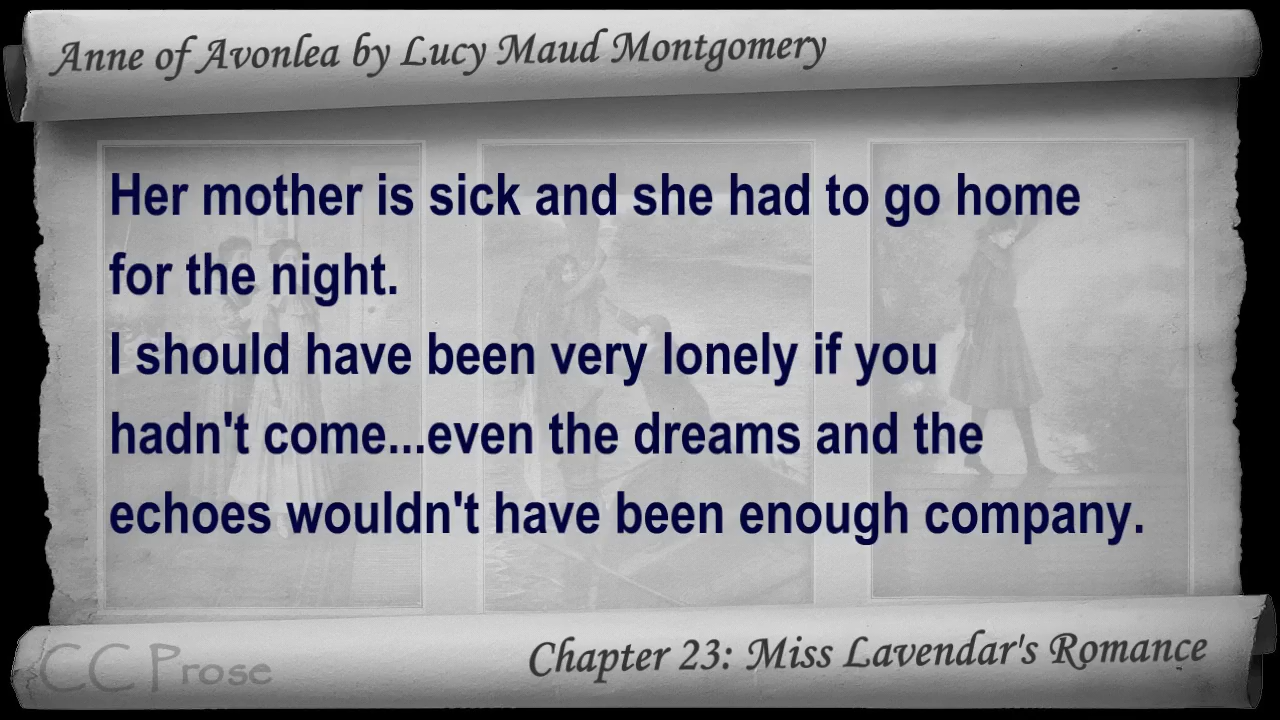 Anne of Avonlea by Lucy Maud Montgomery
Her mother is sick and she had to go home
for the night.
I should have been very lonely if you
hadn't come...even the dreams and the
echoes wouldn't have been enough company.
CC Prose
Chapter 23: Miss Lavendar's Romance